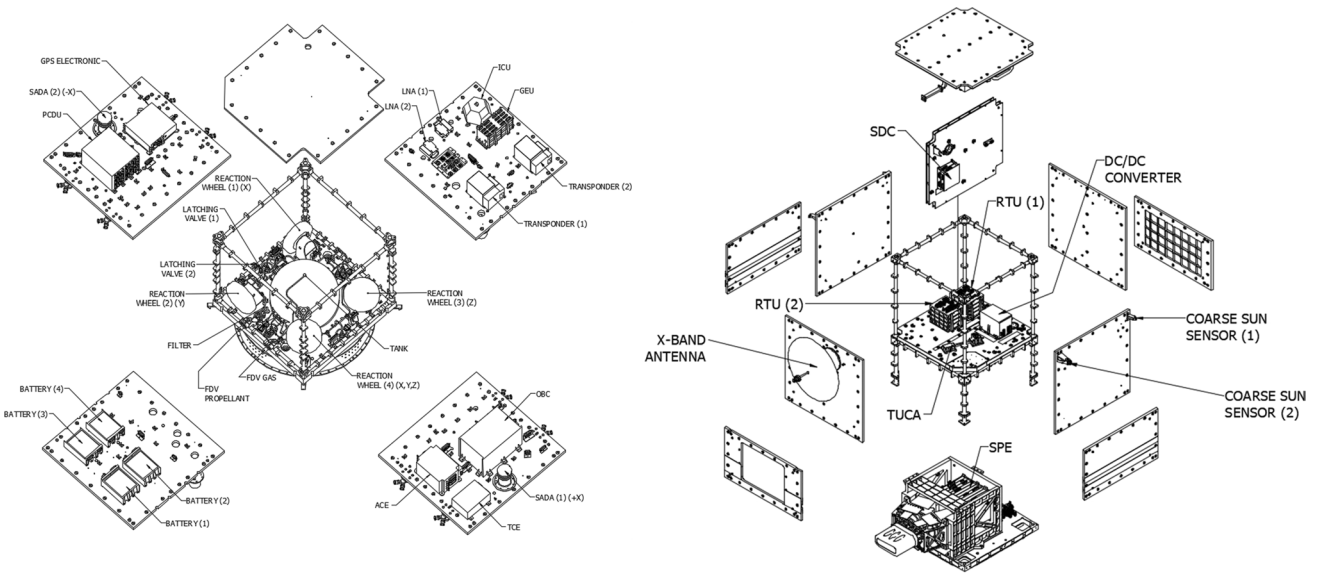 GPS ELECTRONIC
SADA (2) (-X)
PCDU
ICU
LNA (1)
GEU
LNA (2)
TRANSPONDER (2)
TRANSPONDER (1)
REACTION
WHEEL (1) (X)
LATCHING
VALVE (1)
LATCHING
VALVE (2)
REACTION
WHEEL (2) (Y)
REACTION
WHEEL (3) (Z)
FILTER
TANK
FDV GAS
FDV
PROPELLANT
REACTION
WHEEL (4) (X,Y,Z)
BATTERY (4)
BATTERY (3)
BATTERY (2)
BATTERY (1)
OBC
ACE
SADA (1) (+X)
TCE
SDC
DC/DC
CONVERTER
RTU (1)
RTU (2)
X-BAND
ANTENNA
COARSE SUN
SENSOR (1)
COARSE SUN
SENSOR (2)
TUCA
SPE